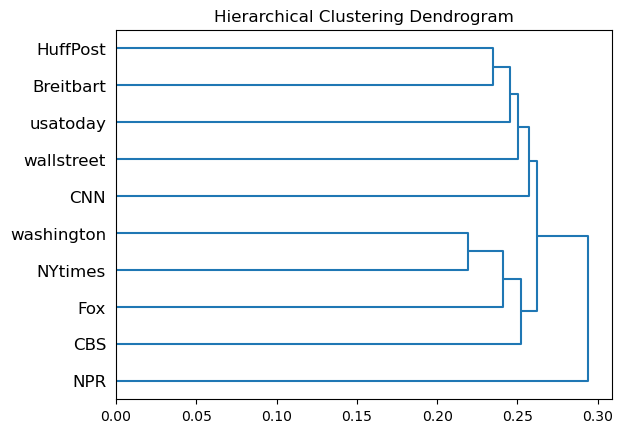 Hierarchical Clustering Dendrogram
HuffPost
Breitbart
usatoday
wallstreet
CNN
washington
NYtimes
Fox
CBS
NPR
0.00 0.05 0.10 0.15 0.20 0.25 0.30